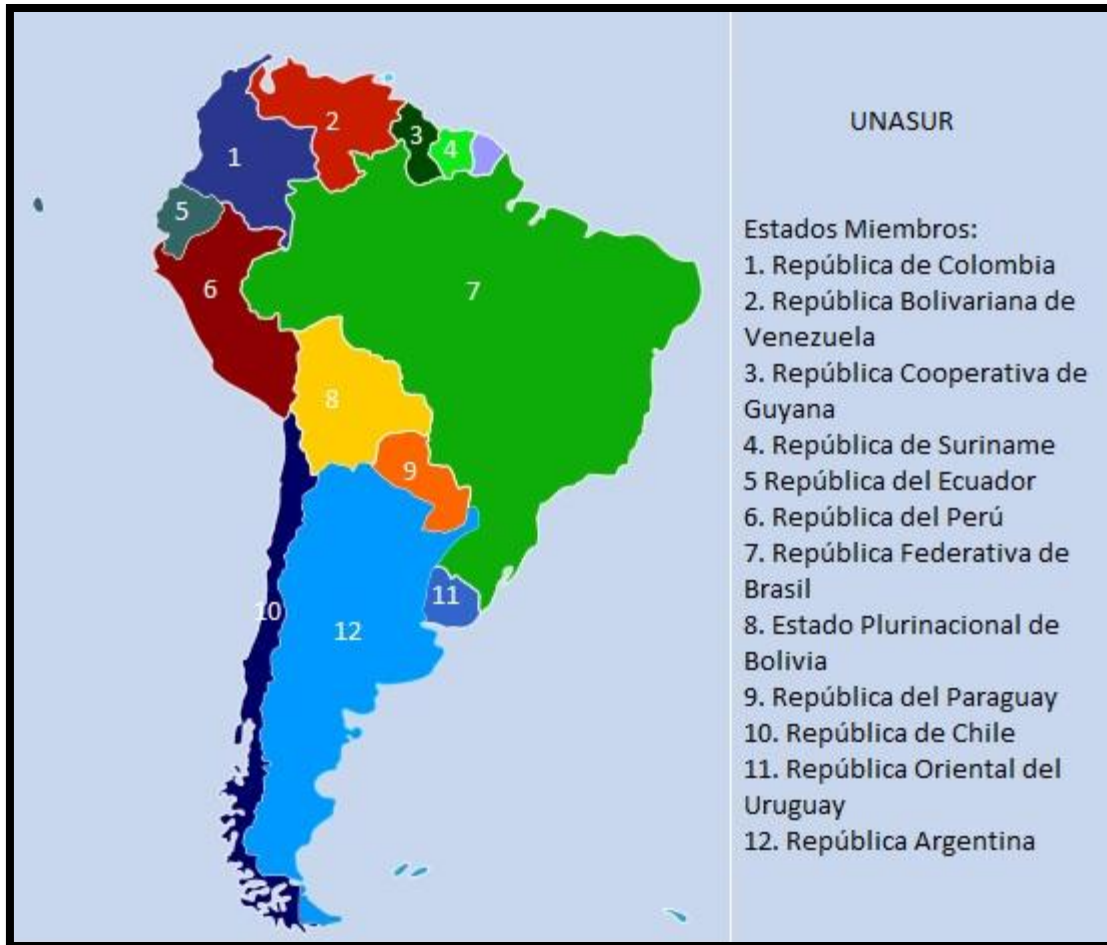 2
3
4
1
5
6
7
8
9
11
10
12
UNASUR
Estados Miembros:
1. República de Colombia
2. República Bolivariana de
Venezuela
3. República Cooperativa de
Guyana
4. República de Suriname
5 República del Ecuador
6. República del Perú
7. República Federativa de
Brasil
8. Estado Plurinacional de
Bolivia
9. República del Paraguay
10. República de Chile
11. República Oriental del
Uruguay
12. República Argentina